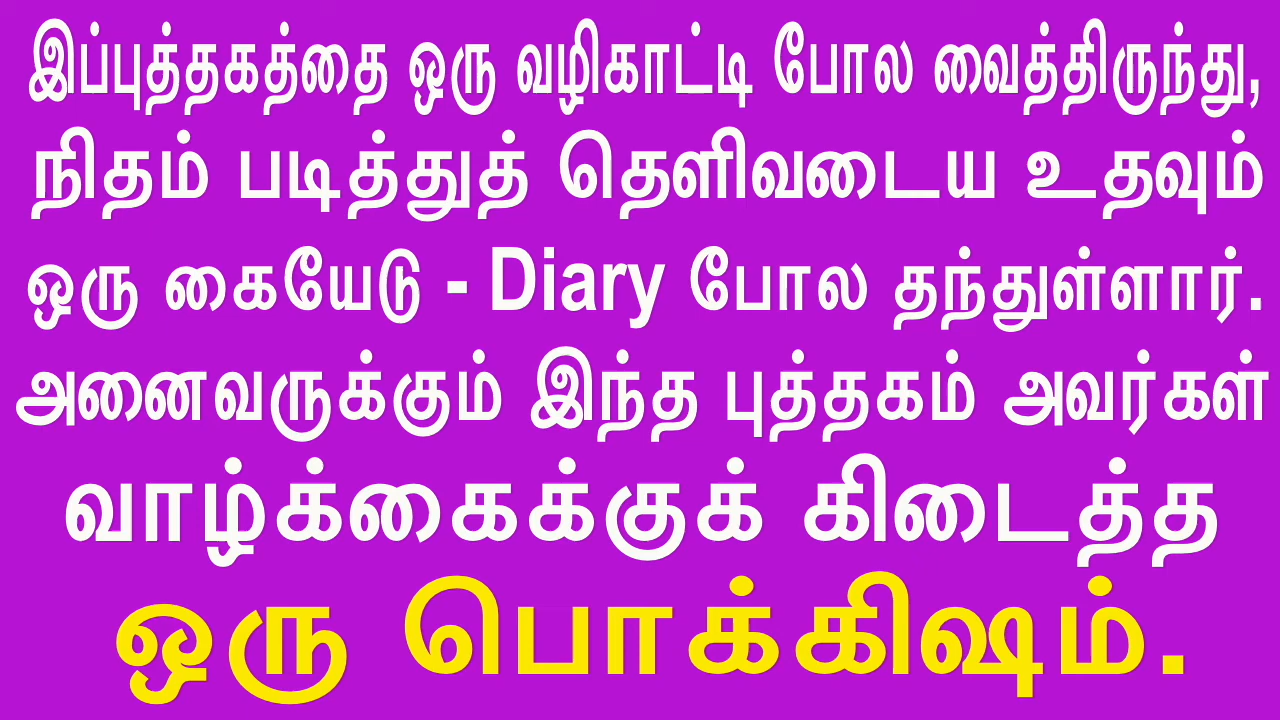 இப்புத்தகத்தை ஒரு வழிகாட்டி போல வைத்திருந்து,
நிதம் படித்துத் தெளிவடைய உதவும்
ஒரு கையேடு - Diary போல தந்துள்ளார்.
அனைவருக்கும் இந்த புத்தகம் அவர்கள்
வாழ்க்கைக்குக் கிடைத்த
ஒரு பொக்கிஷம்.